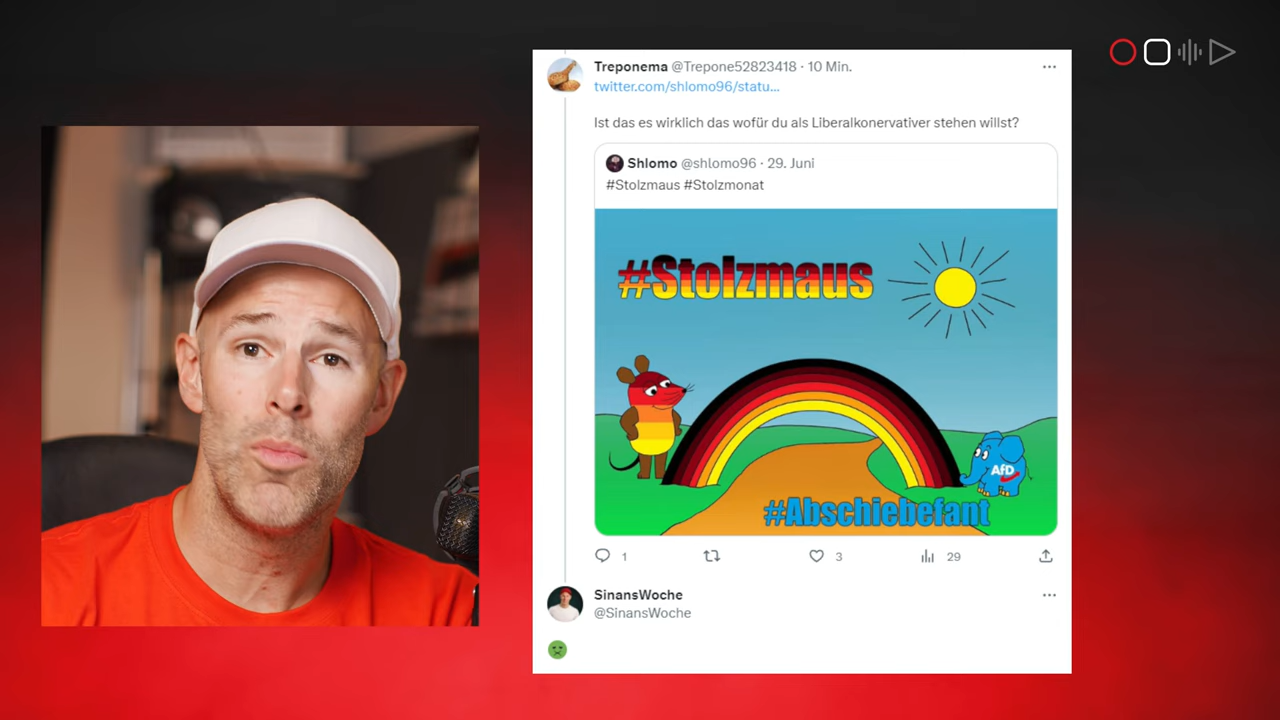 Treponema @Trepone52823418 · 10 Min.
twitter.com/shlomo96/statu...
Ist das es wirklich das wofür du als Liberalkonervativer stehen willst?
Shlomo @shlomo96 · 29. Juni
#Stolzmaus #Stolzmonat
#Stolzmaus
AfD
#Abschiebefant
1
3
29
SinansWoche
@SinansWoche